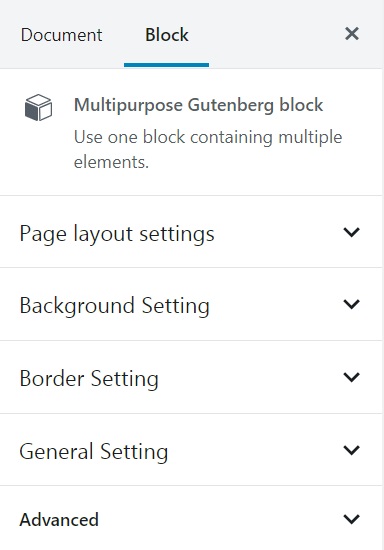 Document Block
Multipurpose Gutenberg block
Use one block containing multiple
elements.
Page layout settings
Background Setting
Border Setting
General Setting
Advanced